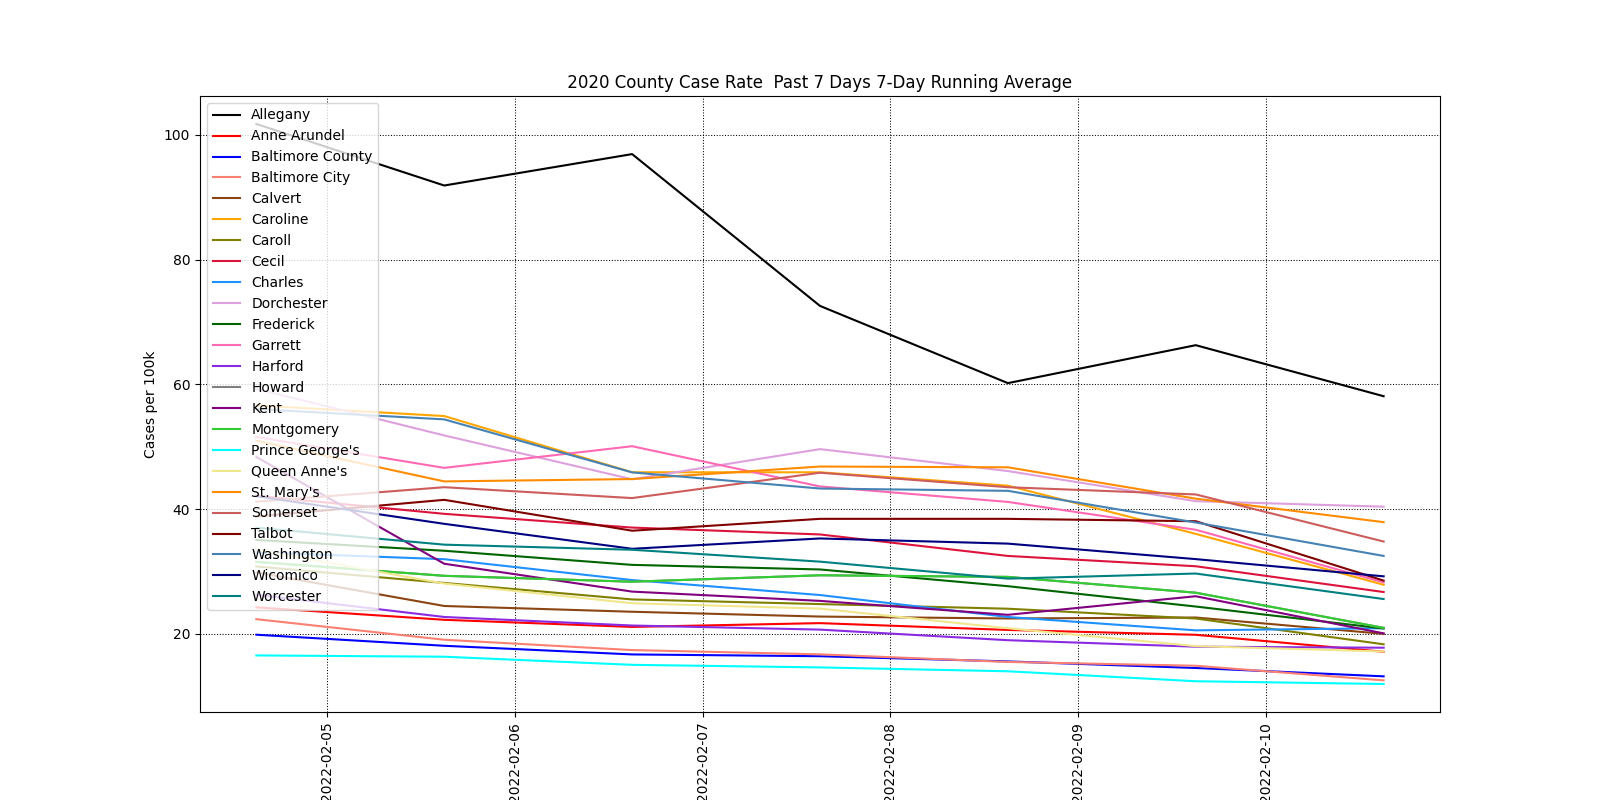 2020 County Case Rate  Past 7 Days 7-Day Running Average
Cases per 100k
100
80
60
40
20
Allegany
Anne Arundel
Baltimore County
Baltimore City
Calvert
Caroline
Caroll
Cecil
Charles
Dorchester
Frederick
Garrett
Harford
Howard
Kent
Montgomery
Prince George's
Queen Anne's
St. Mary's
Somerset
Talbot
Washington
Wicomico
Worcester
2022-02-05
2022-02-06
2022-02-07
2022-02-08
2022-02-09
2022-02-10